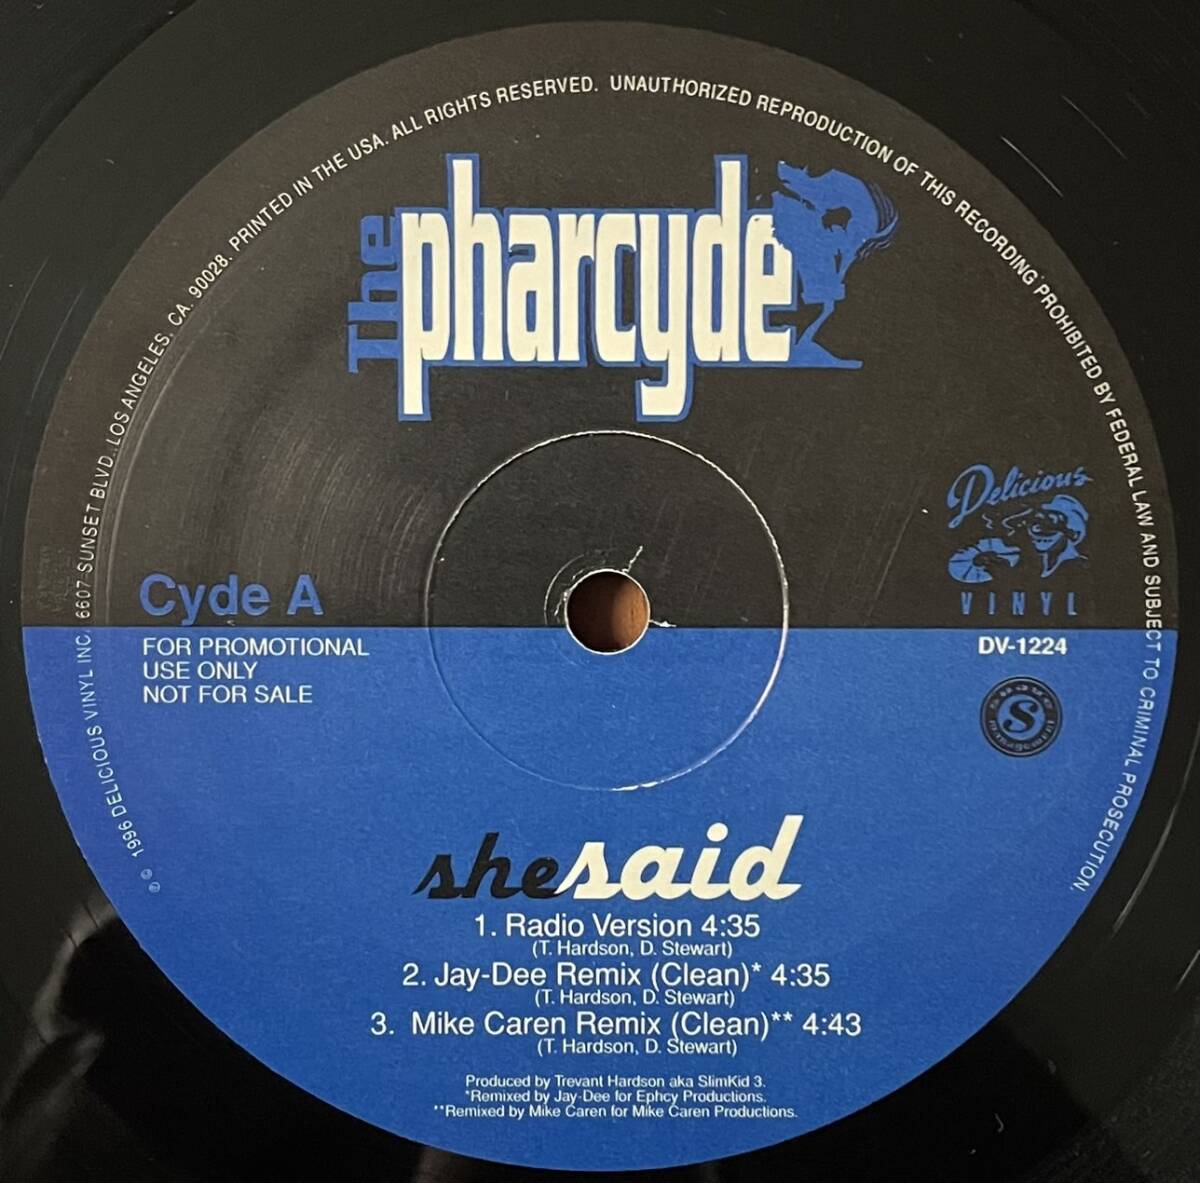 ℗ © 1996 DELICIOUS VINYL INC. 6607 SUNSET BLVD., LOS ANGELES, CA. 90028. PRINTED IN THE USA. ALL RIGHTS RESERVED. UNAUTHORIZED REPRODUCTION OF THIS RECORDING PROHIBITED BY FEDERAL LAW AND SUBJECT TO CRIMINAL PROSECUTION.
The pharcyde
Delicious
VINYL
Cyde A
FOR PROMOTIONAL
USE ONLY
NOT FOR SALE
DV-1224
S
she said
1. Radio Version 4:35
(T. Hardson, D. Stewart)
2. Jay-Dee Remix (Clean)* 4:35
(T. Hardson, D. Stewart)
3. Mike Caren Remix (Clean)** 4:43
(T. Hardson, D. Stewart)
Produced by Trevant Hardson aka SlimKid 3.
*Remixed by Jay-Dee for Ephcy Productions.
**Remixed by Mike Caren for Mike Caren Productions.